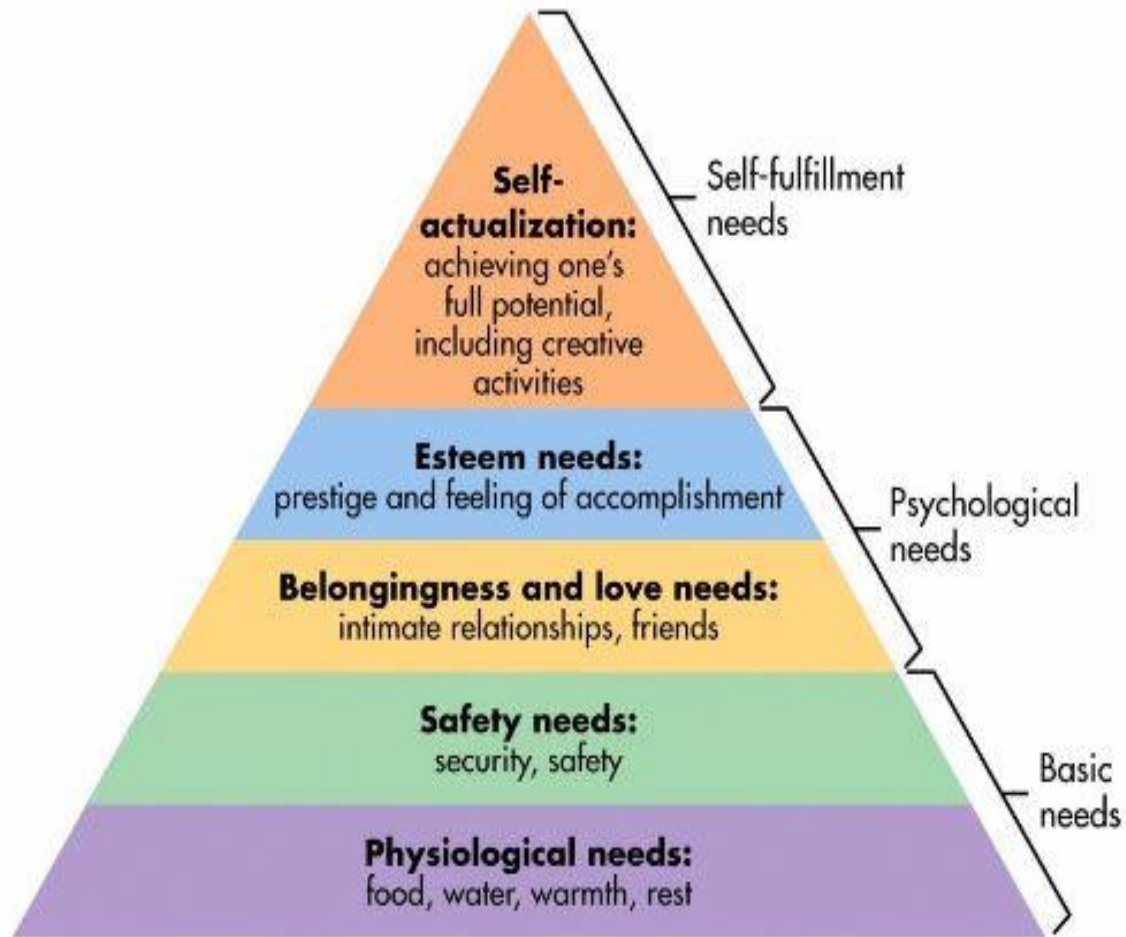 Self-
actualization:
achieving one's
full potential,
including creative
activities
Self-fulfillment
needs
Esteem needs:
prestige and feeling of accomplishment
Belongingness and love needs:
intimate relationships, friends
Psychological
needs
Safety needs:
security, safety
Physiological needs:
food, water, warmth, rest
Basic
needs